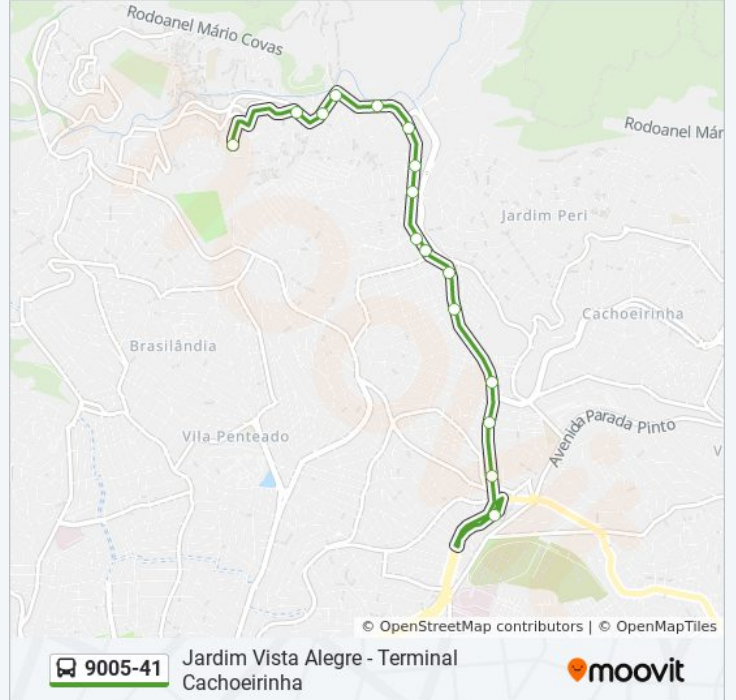 Rodoanel Mário Covas
Rodoanel Már
Jardim Peri
Cachoeirinha
Brasilândia
Avenida Parada Pinto
Vila Penteado
V
© OpenStreetMap contributors | © OpenMapTiles
9005-41
Jardim Vista Alegre - Terminal
Cachoeirinha
moovit